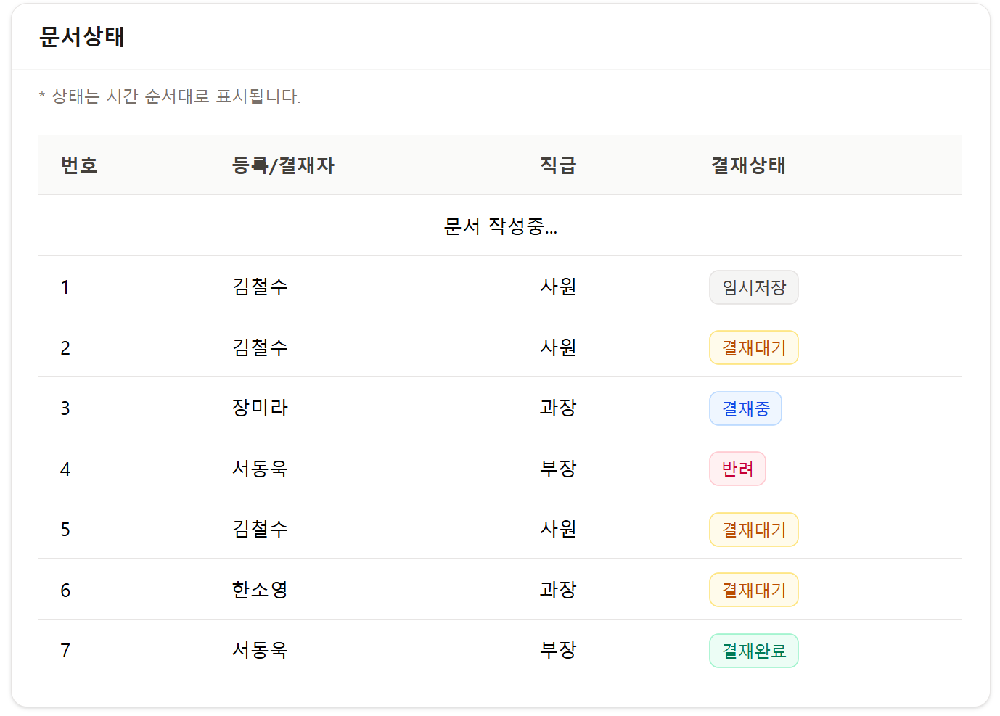 문서상태
* 상태는 시간 순서대로 표시됩니다.
번호 등록/결재자 직급 결재상태
문서 작성중...
1 김철수 사원 임시저장
2 김철수 사원 결재대기
3 장미라 과장 결재중
4 서동욱 부장 반려
5 김철수 사원 결재대기
6 한소영 과장 결재대기
7 서동욱 부장 결재완료